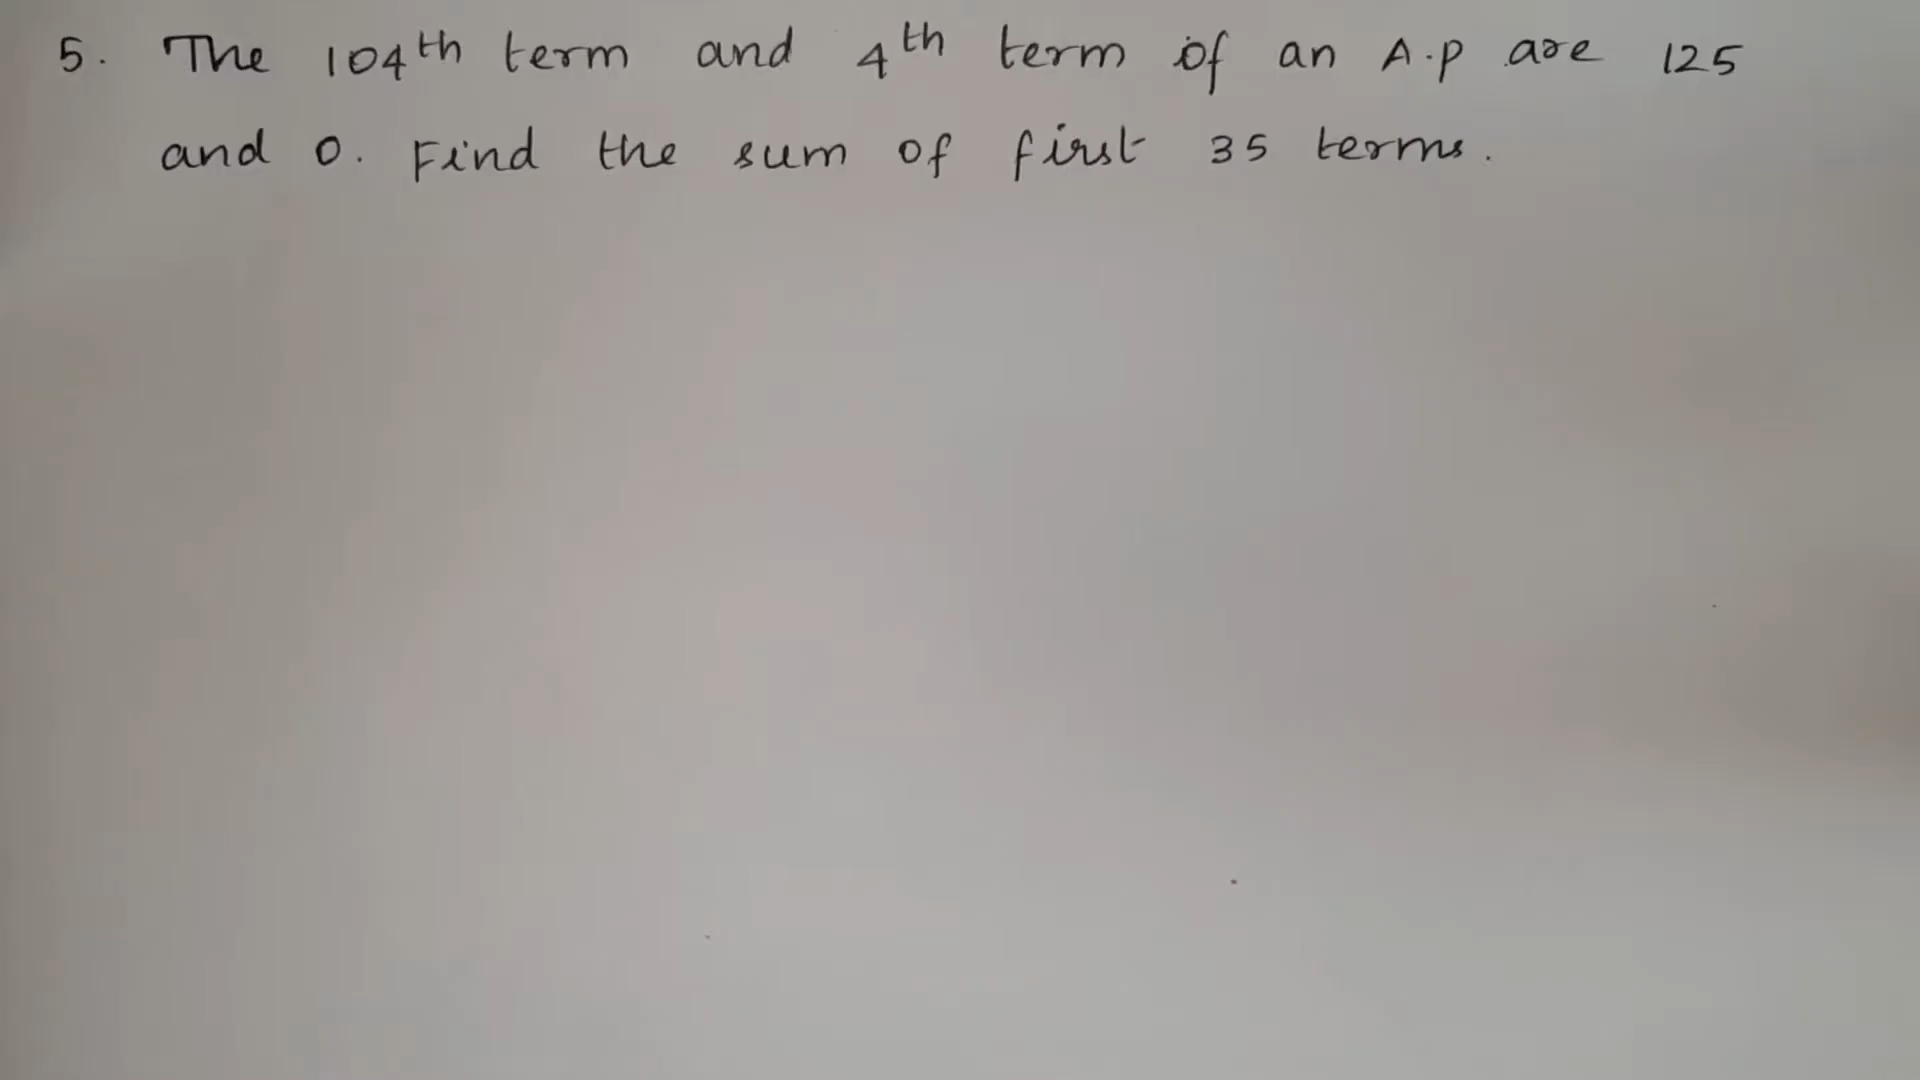 5. The 104th term and 4th term of an A.P are 125
and 0. Find the sum of first 35 terms.